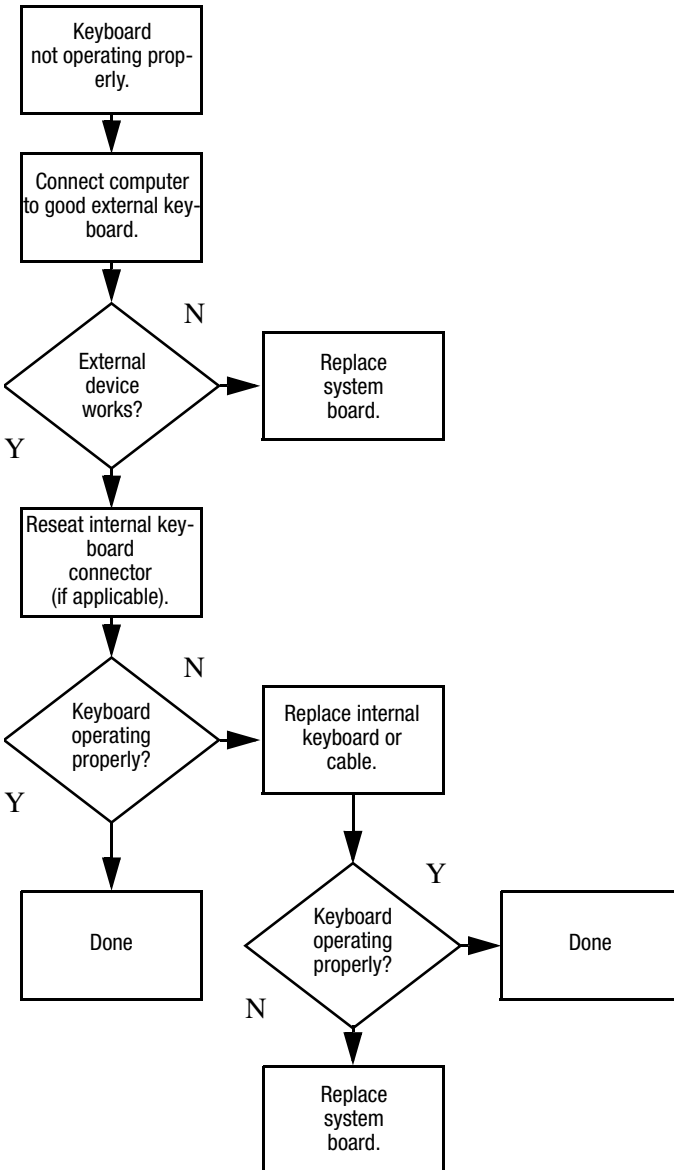 Keyboard
not operating prop-
erly.
Connect computer
to good external key-
board.
N
External
device
works?
Replace
system
board.
Y
Reseat internal key-
board
connector
(if applicable).
N
Keyboard
operating
properly?
Replace internal
keyboard or
cable.
Y
Y
Done
Keyboard
operating
properly?
Done
N
Replace
system
board.